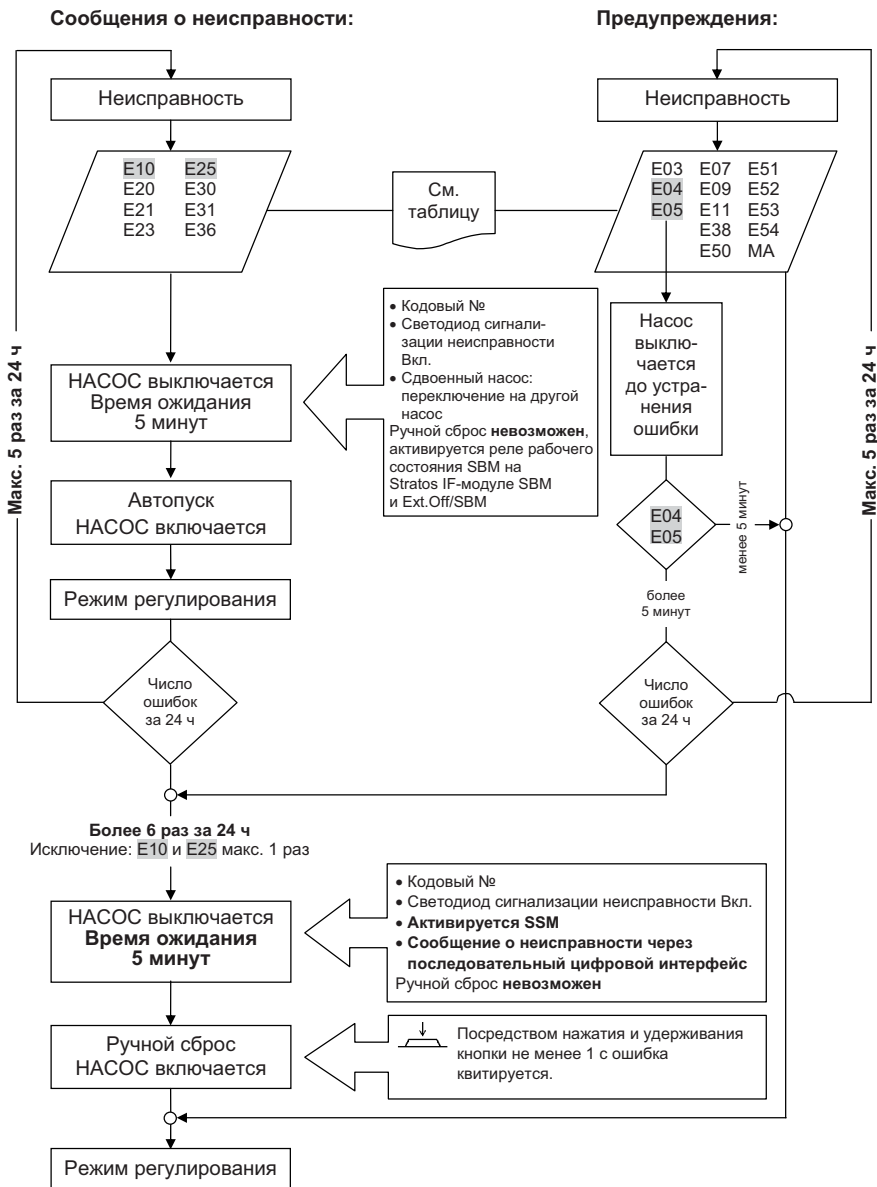 Сообщения о неисправности:
Предупреждения:
Неисправность
Неисправность
E10 E25
E20 E30
E21 E31
E23 E36
См.
таблицу
E03 E07 E51
E04 E09 E52
E05 E11 E53
E38 E54
E50 MA
Макс. 5 раз за 24 ч
• Кодовый №
• Светодиод сигнали-
зации неисправности
Вкл.
• Сдвоенный насос:
переключение на другой
насос
Ручной сброс невозможен,
активируется реле рабочего
состояния SBM на
Stratos IF-модуле SBM
и Ext.Off/SBM
Насос
выклю-
чается
до устра-
нения
ошибки
Макс. 5 раз за 24 ч
НАСОС выключается
Время ожидания
5 минут
Автопуск
НАСОС включается
E04
E05
менее 5 минут
Режим регулирования
более
5 минут
Число
ошибок
за 24 ч
Число
ошибок
за 24 ч
Более 6 раз за 24 ч
Исключение: E10 и E25 макс. 1 раз
НАСОС выключается
Время ожидания
5 минут
• Кодовый №
• Светодиод сигнализации неисправности Вкл.
• Активируется SSM
• Сообщение о неисправности через
последовательный цифровой интерфейс
Ручной сброс невозможен
Ручной сброс
НАСОС включается
Посредством нажатия и удерживания
кнопки не менее 1 с ошибка
квитируется.
Режим регулирования